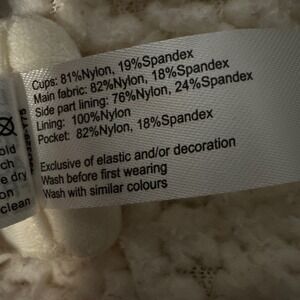 Cups: 81%Nylon, 19%Spandex
Main fabric: 82%Nylon, 18%Spandex
Side part lining: 76%Nylon, 24%Spandex
Lining: 100%Nylon
Pocket: 82%Nylon, 18%Spandex
Exclusive of elastic and/or decoration
Wash before first wearing
Wash with similar colours
clean